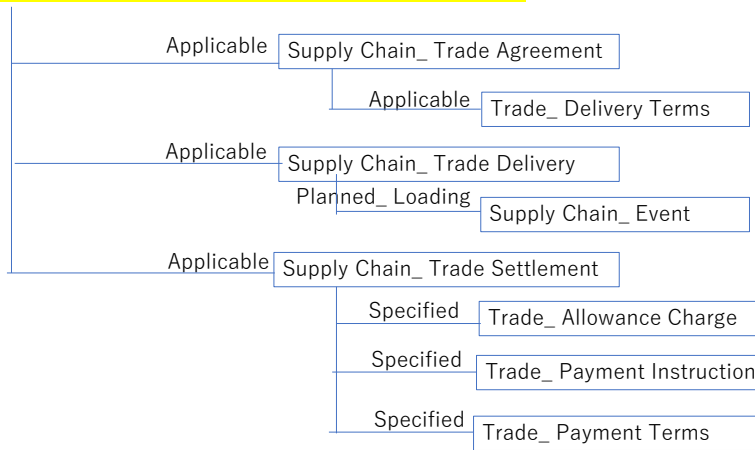 Applicable
Supply Chain_ Trade Agreement
Applicable
Trade_ Delivery Terms
Applicable
Supply Chain_ Trade Delivery
Planned_ Loading
Supply Chain_ Event
Applicable
Supply Chain_ Trade Settlement
Specified
Trade_ Allowance Charge
Specified
Trade_ Payment Instruction
Specified
Trade_ Payment Terms